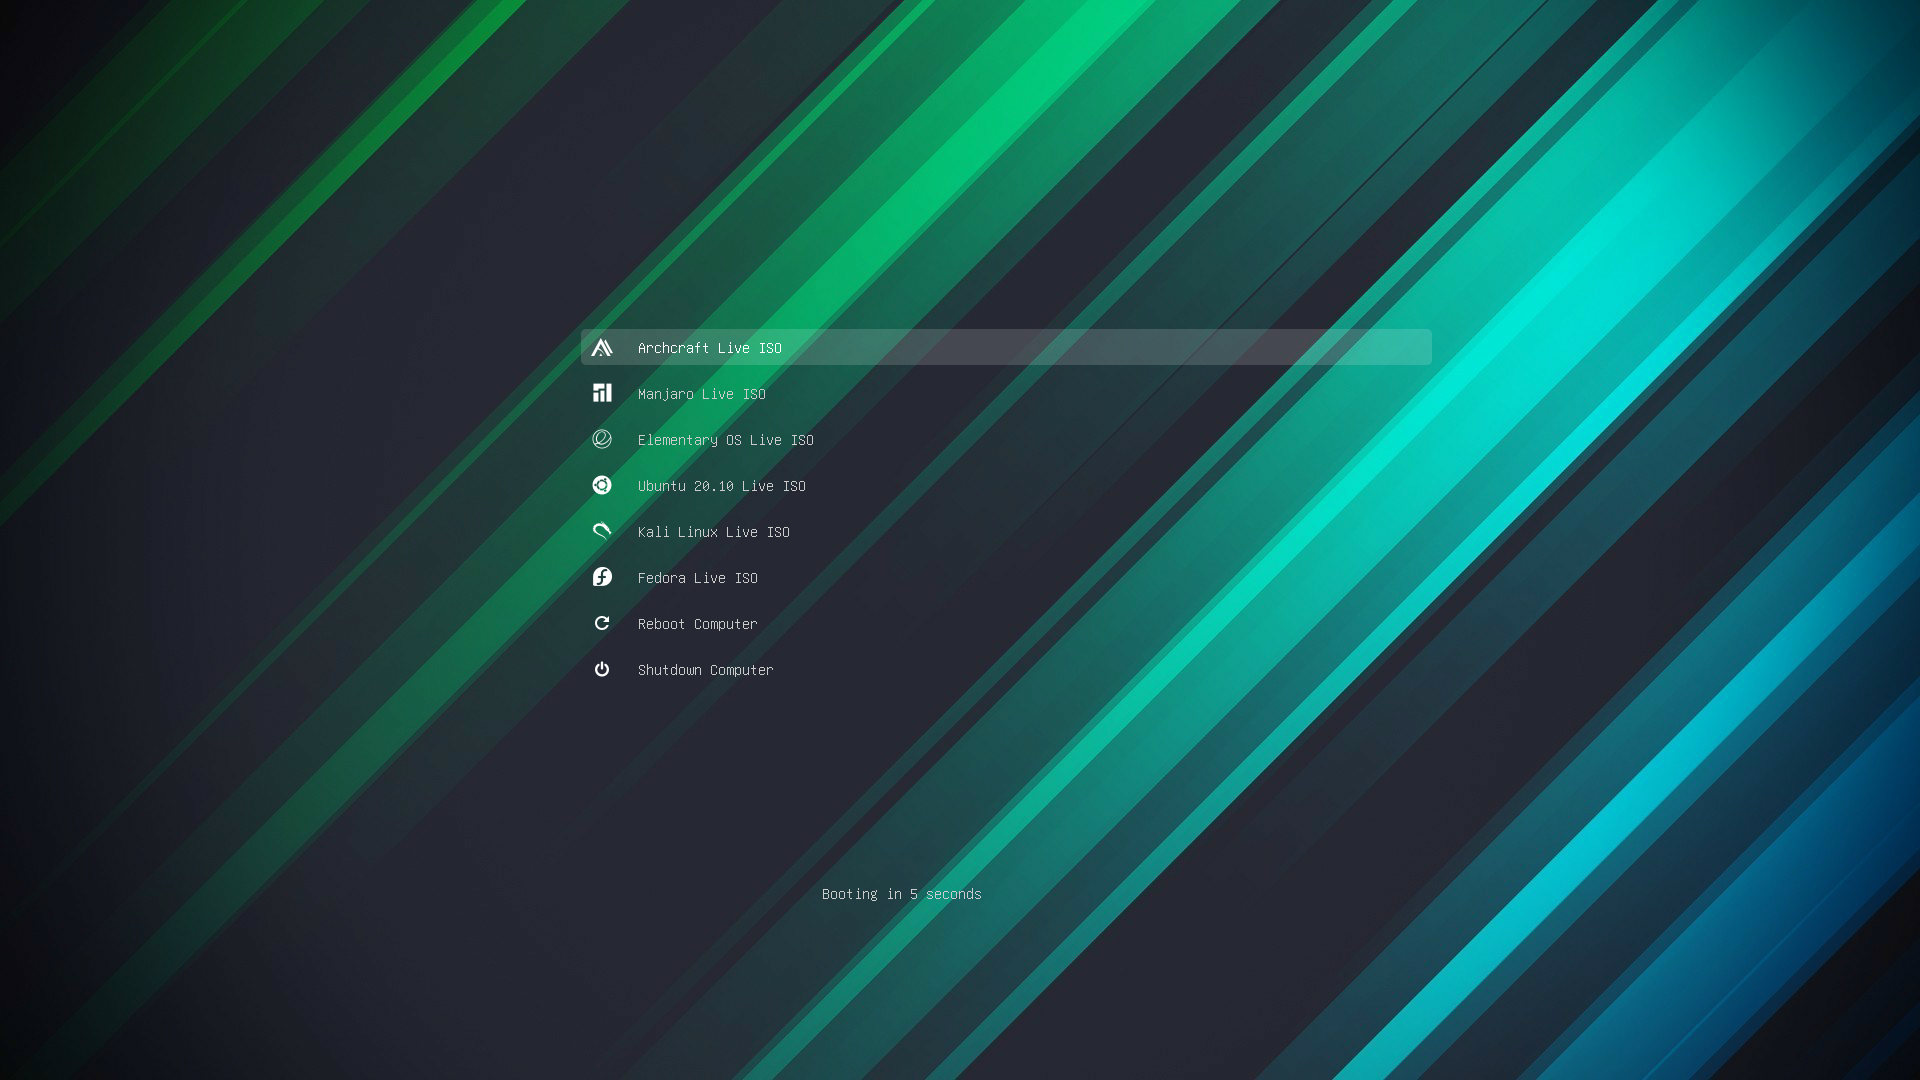 Archcraft Live ISO
Manjaro Live ISO
Elementary OS Live ISO
Ubuntu 20.10 Live ISO
Kali Linux Live ISO
Fedora Live ISO
Reboot Computer
Shutdown Computer
Booting in 5 seconds